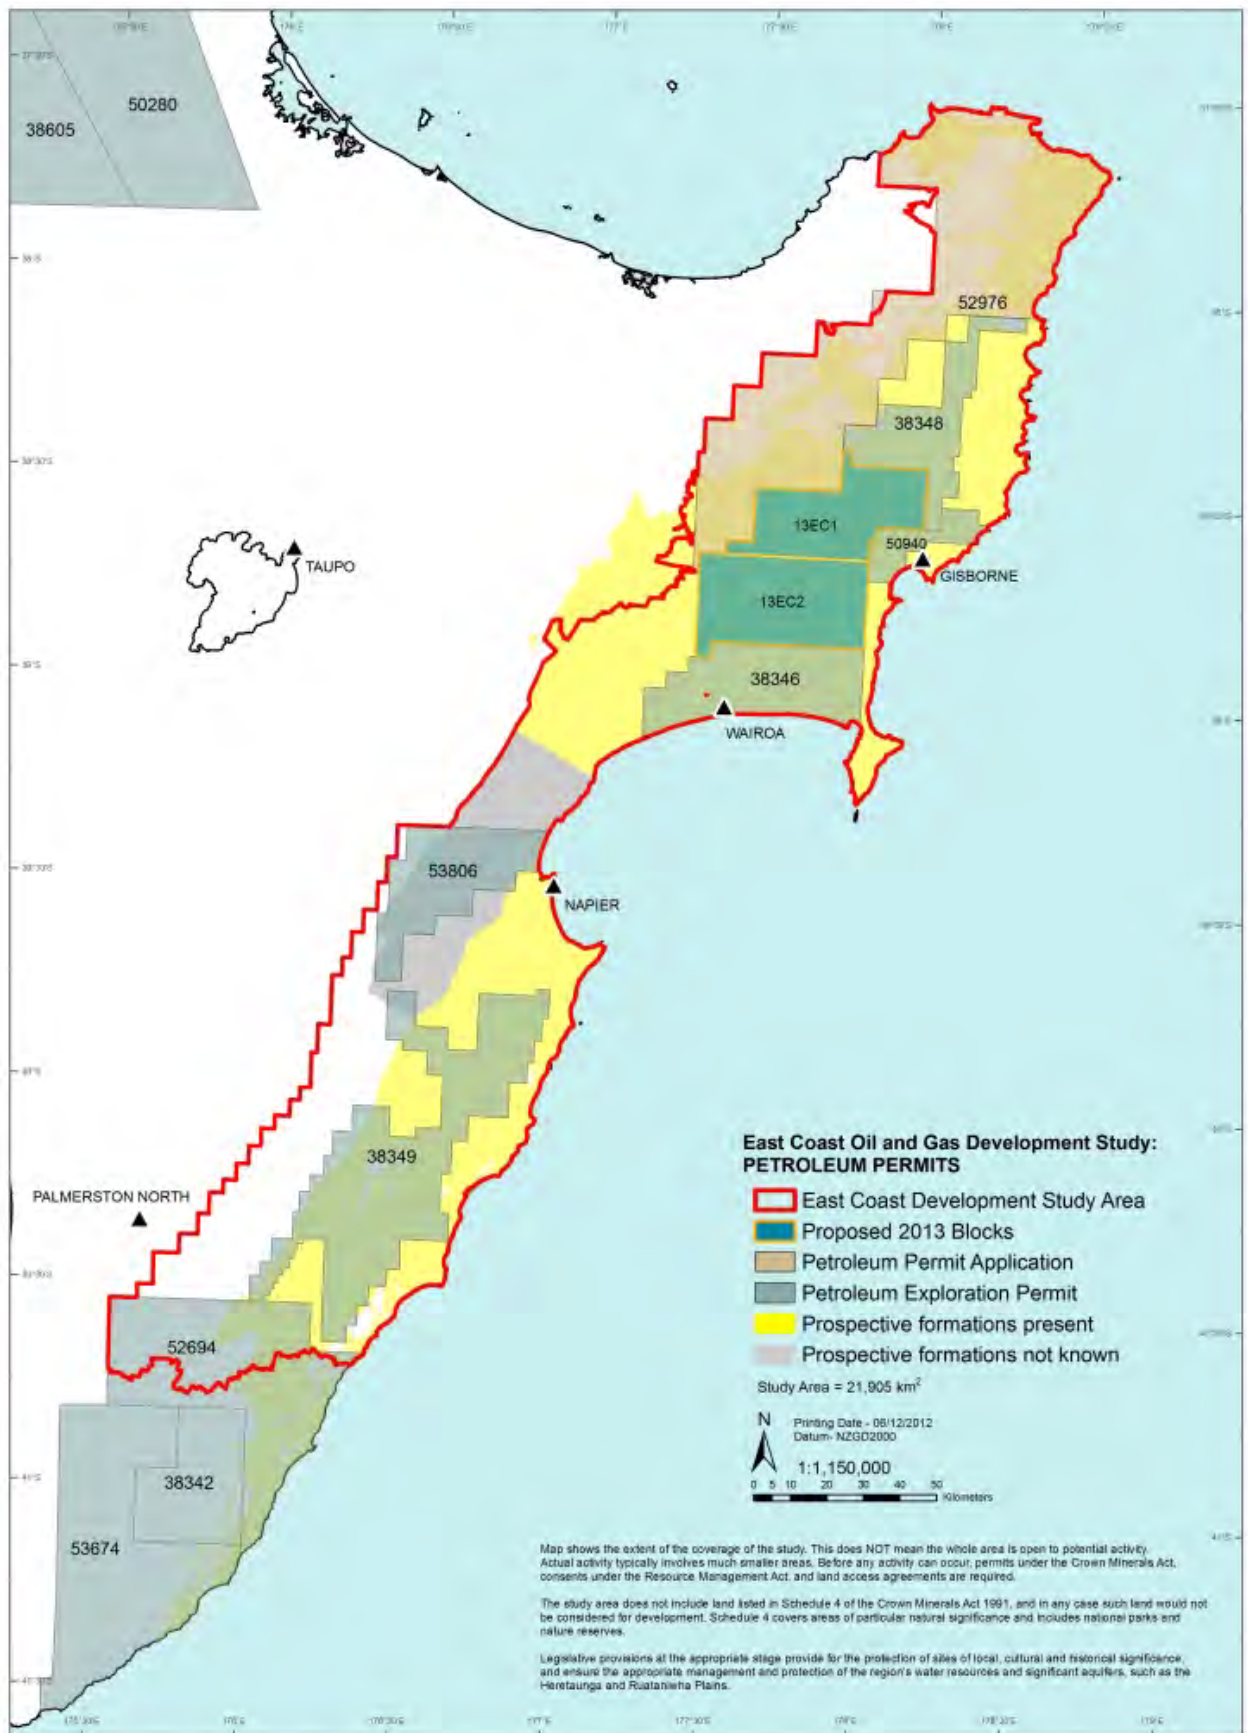 50280
38605
52976
38348
13EC1
50940
GISBORNE
TAUPO
13EC2
38346
WAIROA
53806
NAPIER
38349
PALMERSTON NORTH
52694
38342
53674
East Coast Oil and Gas Development Study:
PETROLEUM PERMITS
East Coast Development Study Area
Proposed 2013 Blocks
Petroleum Permit Application
Petroleum Exploration Permit
Prospective formations present
Prospective formations not known
Study Area = 21,905 km²
N
Printing Date - 06/12/2012
Datum- NZGD2000
1:1,150,000
0 5 10 20 30 40 50
Kilometers
Map shows the extent of the coverage of the study. This does NOT mean the whole area is open to potential activity.
Actual activity typically involves much smaller areas. Before any activity can occur, permits under the Crown Minerals Act,
consents under the Resource Management Act, and land access agreements are required.
The study area does not include land listed in Schedule 4 of the Crown Minerals Act 1991, and in any case such land would not
be considered for development. Schedule 4 covers areas of particular natural significance and includes national parks and
nature reserves.
Legislative provisions at the appropriate stage provide for the protection of sites of local, cultural and historical significance,
and ensure the appropriate management and protection of the region's water resources and significant aquifers, such as the
Heretaunga and Ruataniwha Plains.